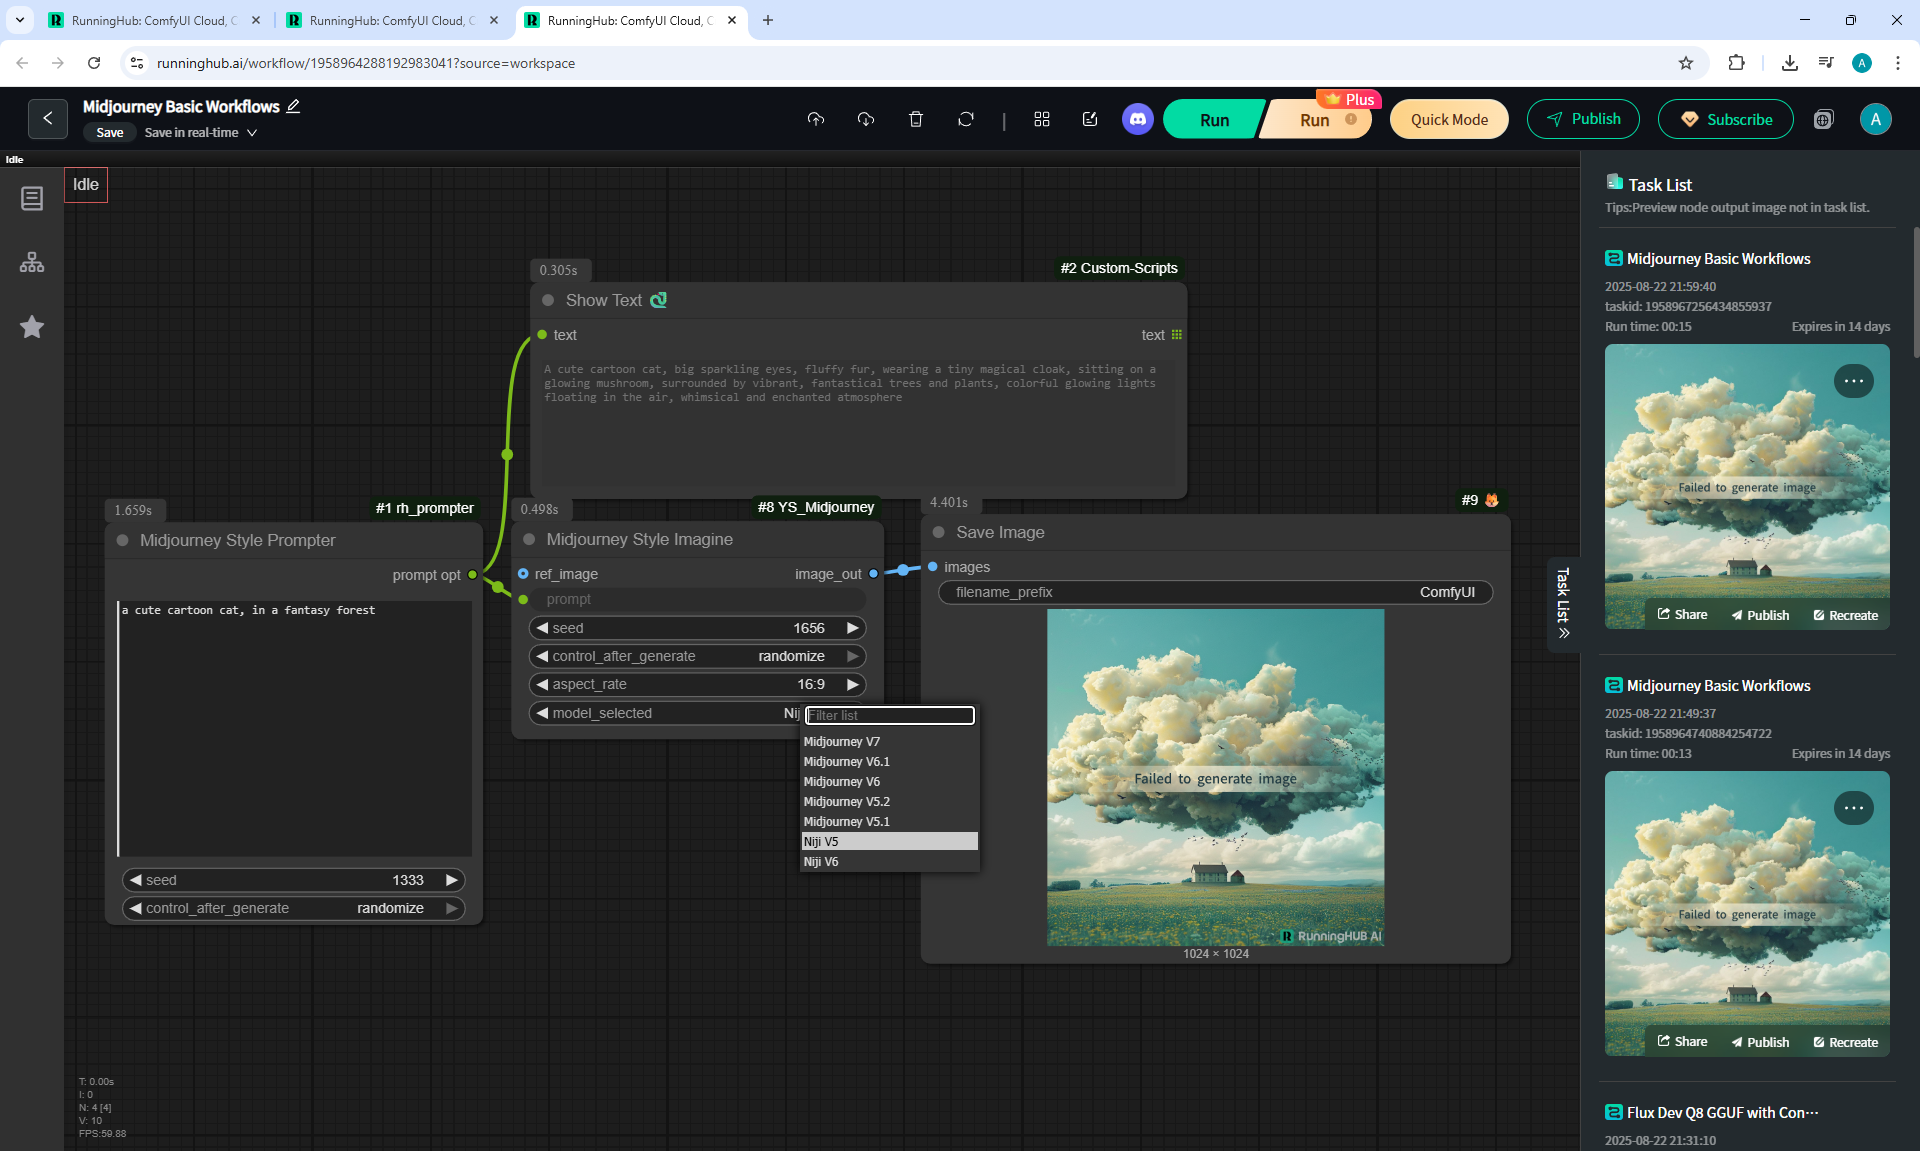 RunningHub: ComfyUI Cloud, C
RunningHub: ComfyUI Cloud, C
RunningHub: ComfyUI Cloud, C
runninghub.ai/workflow/1958964288192983041?source=workspace
A
Midjourney Basic Workflows
Save
Save in real-time
Run
Run
Plus
Quick Mode
Publish
Subscribe
A
Idle
Idle
0.305s
#2 Custom-Scripts
Show Text
text
text
A cute cartoon cat, big sparkling eyes, fluffy fur, wearing a tiny magical cloak, sitting on a
glowing mushroom, surrounded by vibrant, fantastical trees and plants, colorful glowing lights
floating in the air, whimsical and enchanted atmosphere
1.659s
#1 rh_prompter
Midjourney Style Prompter
prompt opt
a cute cartoon cat, in a fantasy forest
seed
1333
control_after_generate
randomize
0.498s
#8 YS_Midjourney
Midjourney Style Imagine
ref_image
image_out
prompt
seed
1656
control_after_generate
randomize
aspect_rate
16:9
model_selected
Nij
Filter list
Midjourney V7
Midjourney V6.1
Midjourney V6
Midjourney V5.2
Midjourney V5.1
Niji V5
Niji V6
4.401s
#9
Save Image
images
filename_prefix
ComfyUI
Failed to generate image
RunningHUB AI
1024 × 1024
T: 0.00s
I: 0
N: 4 [4]
V: 10
FPS:59.88
Task List
Task List
Tips:Preview node output image not in task list.
Midjourney Basic Workflows
2025-08-22 21:59:40
taskid: 1958967256434855937
Run time: 00:15
Expires in 14 days
Failed to generate image
Share
Publish
Recreate
Midjourney Basic Workflows
2025-08-22 21:49:37
taskid: 1958964740884254722
Run time: 00:13
Expires in 14 days
Failed to generate image
Share
Publish
Recreate
Flux Dev Q8 GGUF with Con···
2025-08-22 21:31:10